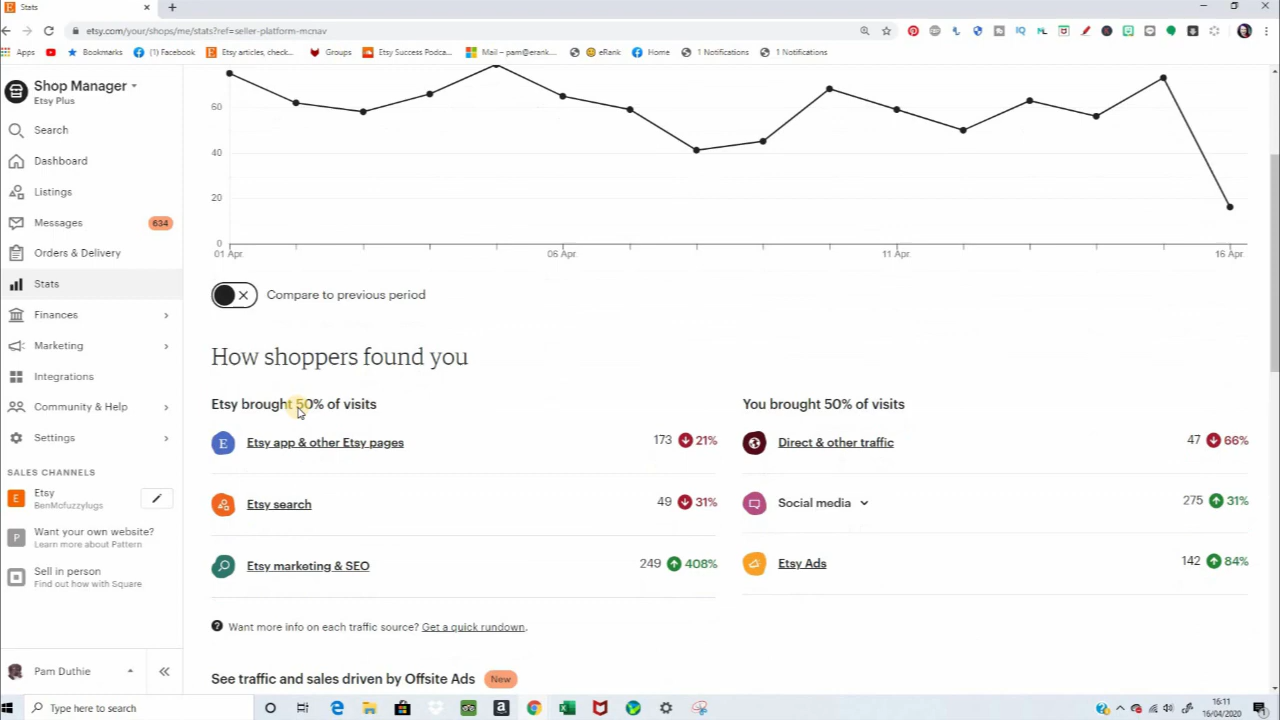 Stats
etsy.com/your/shops/me/stats?ref=seller-platform-mcnav
Apps
Bookmarks
(1) Facebook
Etsy articles, check...
Groups
Etsy Success Podc...
Mail – pam@erank...
eRank
Home
1 Notifications
1 Notifications
Shop Manager
Etsy Plus
Search
Dashboard
Listings
Messages 634
Orders & Delivery
Stats
Finances
Marketing
Integrations
Community & Help
Settings
SALES CHANNELS
Etsy
BenMcfuzzylugs
Want your own website?
Learn more about Pattern
Sell in person
Find out how with Square
Pam Duthie
60
40
20
0
01 Apr. 06 Apr. 11 Apr. 16 Apr.
Compare to previous period
How shoppers found you
Etsy brought 50% of visits
Etsy app & other Etsy pages 173 21%
Etsy search 49 31%
Etsy marketing & SEO 249 408%
You brought 50% of visits
Direct & other traffic 47 66%
Social media 275 31%
Etsy Ads 142 84%
Want more info on each traffic source? Get a quick rundown.
See traffic and sales driven by Offsite Ads New
Type here to search
16:11
16/04/2020